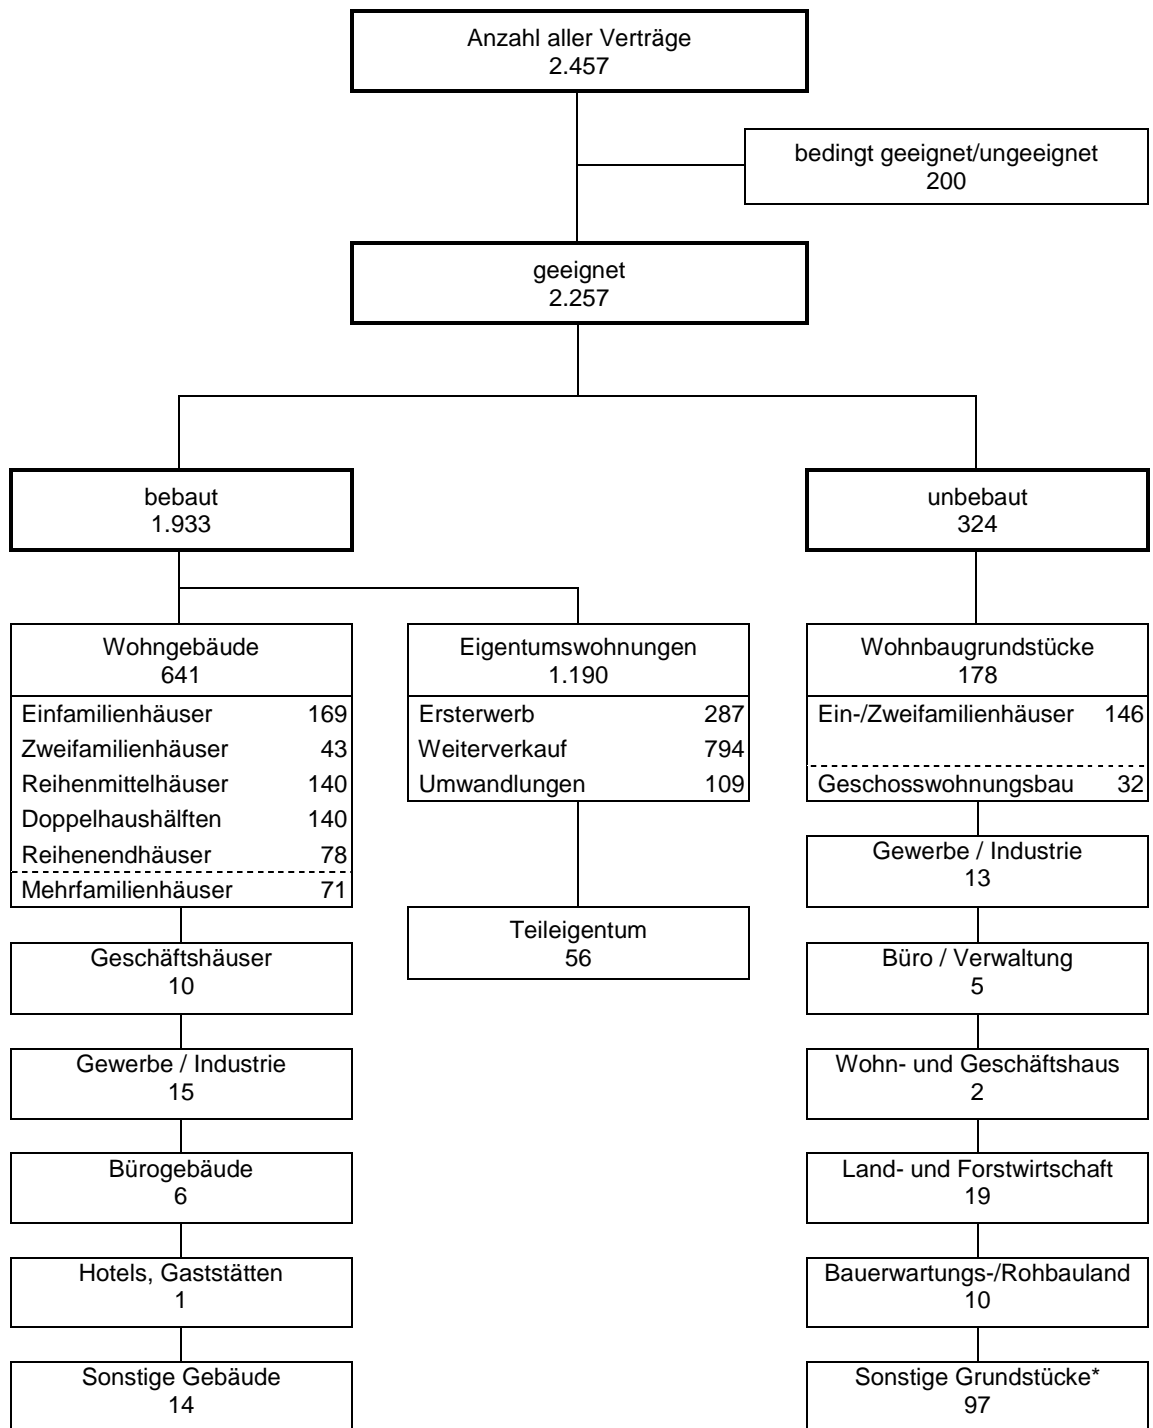 Anzahl aller Verträge
2.457
bedingt geeignet/ungeeignet
200
geeignet
2.257
bebaut
1.933
unbebaut
324
Wohngebäude
641
Einfamilienhäuser 169
Zweifamilienhäuser 43
Reihenmittelhäuser 140
Doppelhaushälften 140
Reihenendhäuser 78
Mehrfamilienhäuser 71
Geschäftshäuser
10
Gewerbe / Industrie
15
Bürogebäude
6
Hotels, Gaststätten
1
Sonstige Gebäude
14
Eigentumswohnungen
1.190
Ersterwerb 287
Weiterverkauf 794
Umwandlungen 109
Teileigentum
56
Wohnbaugrundstücke
178
Ein-/Zweifamilienhäuser 146
Geschosswohnungsbau 32
Gewerbe / Industrie
13
Büro / Verwaltung
5
Wohn- und Geschäftshaus
2
Land- und Forstwirtschaft
19
Bauerwartungs-/Rohbauland
10
Sonstige Grundstücke*
97